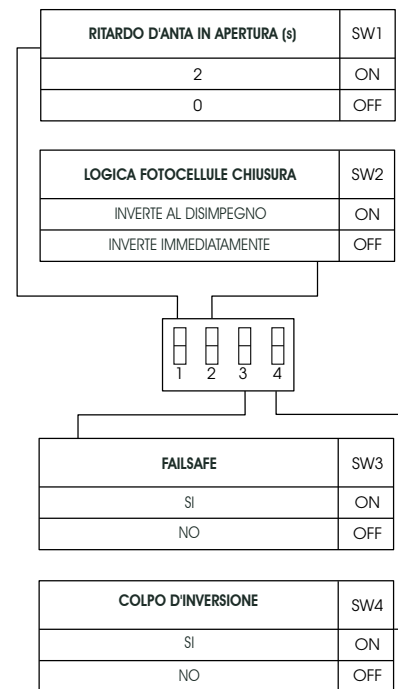 RITARDO D'ANTA IN APERTURA (s) SW1
2 ON
0 OFF
LOGICA FOTOCELLULE CHIUSURA SW2
INVERTE AL DISIMPEGNO ON
INVERTE IMMEDIATAMENTE OFF
1 2 3 4
FAILSAFE SW3
SI ON
NO OFF
COLPO D'INVERSIONE SW4
SI ON
NO OFF